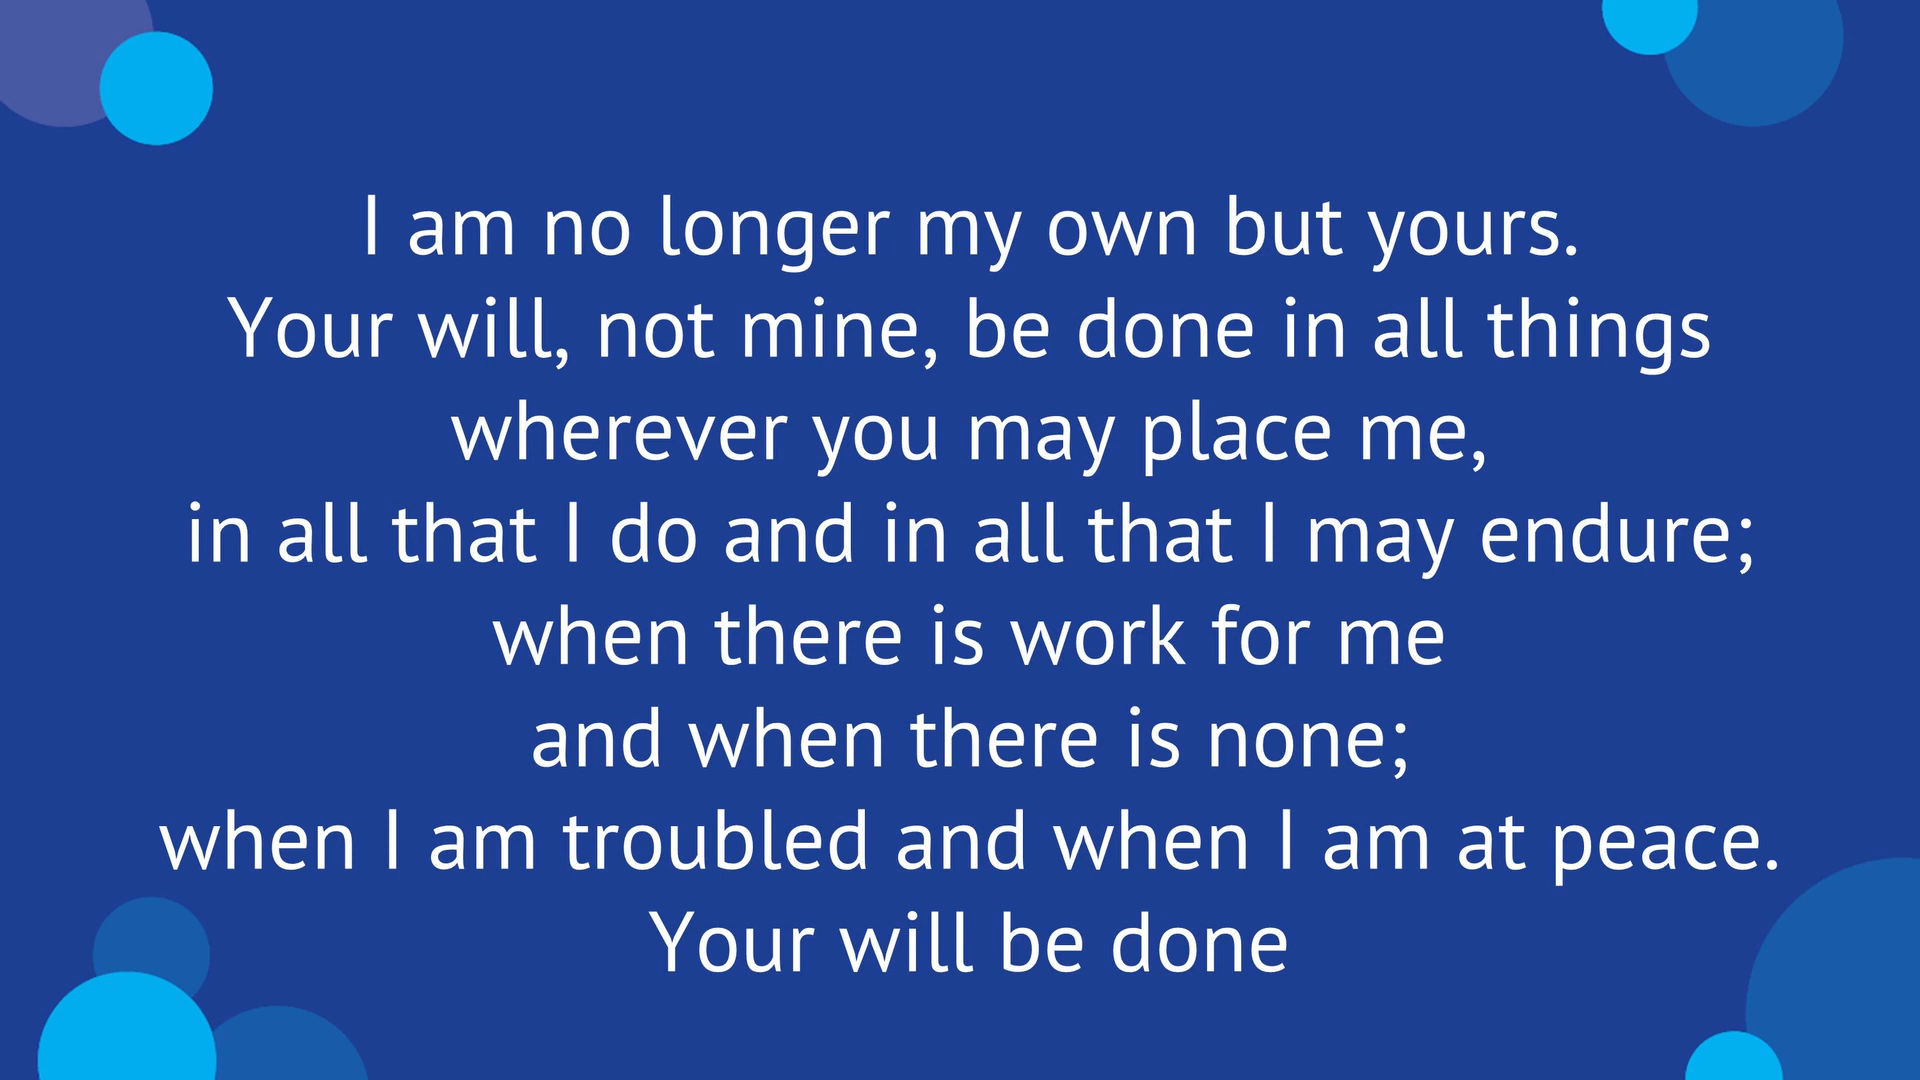 I am no longer my own but yours.
Your will, not mine, be done in all things
wherever you may place me,
in all that I do and in all that I may endure;
when there is work for me
and when there is none;
when I am troubled and when I am at peace.
Your will be done